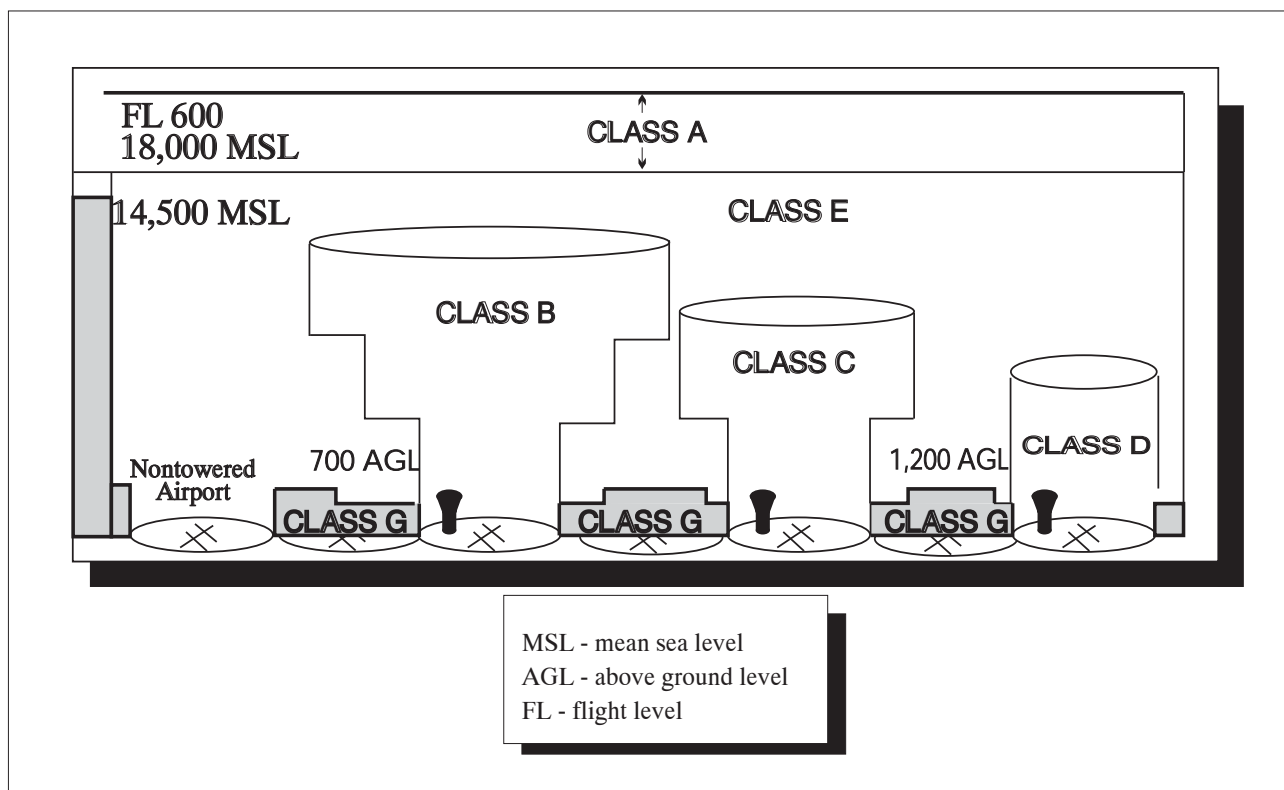 FL 600
18,000 MSL
CLASS A
14,500 MSL
CLASS E
CLASS B
CLASS C
CLASS D
700 AGL
1,200 AGL
Nontowered
Airport
CLASS G
CLASS G
CLASS G
MSL - mean sea level
AGL - above ground level
FL - flight level